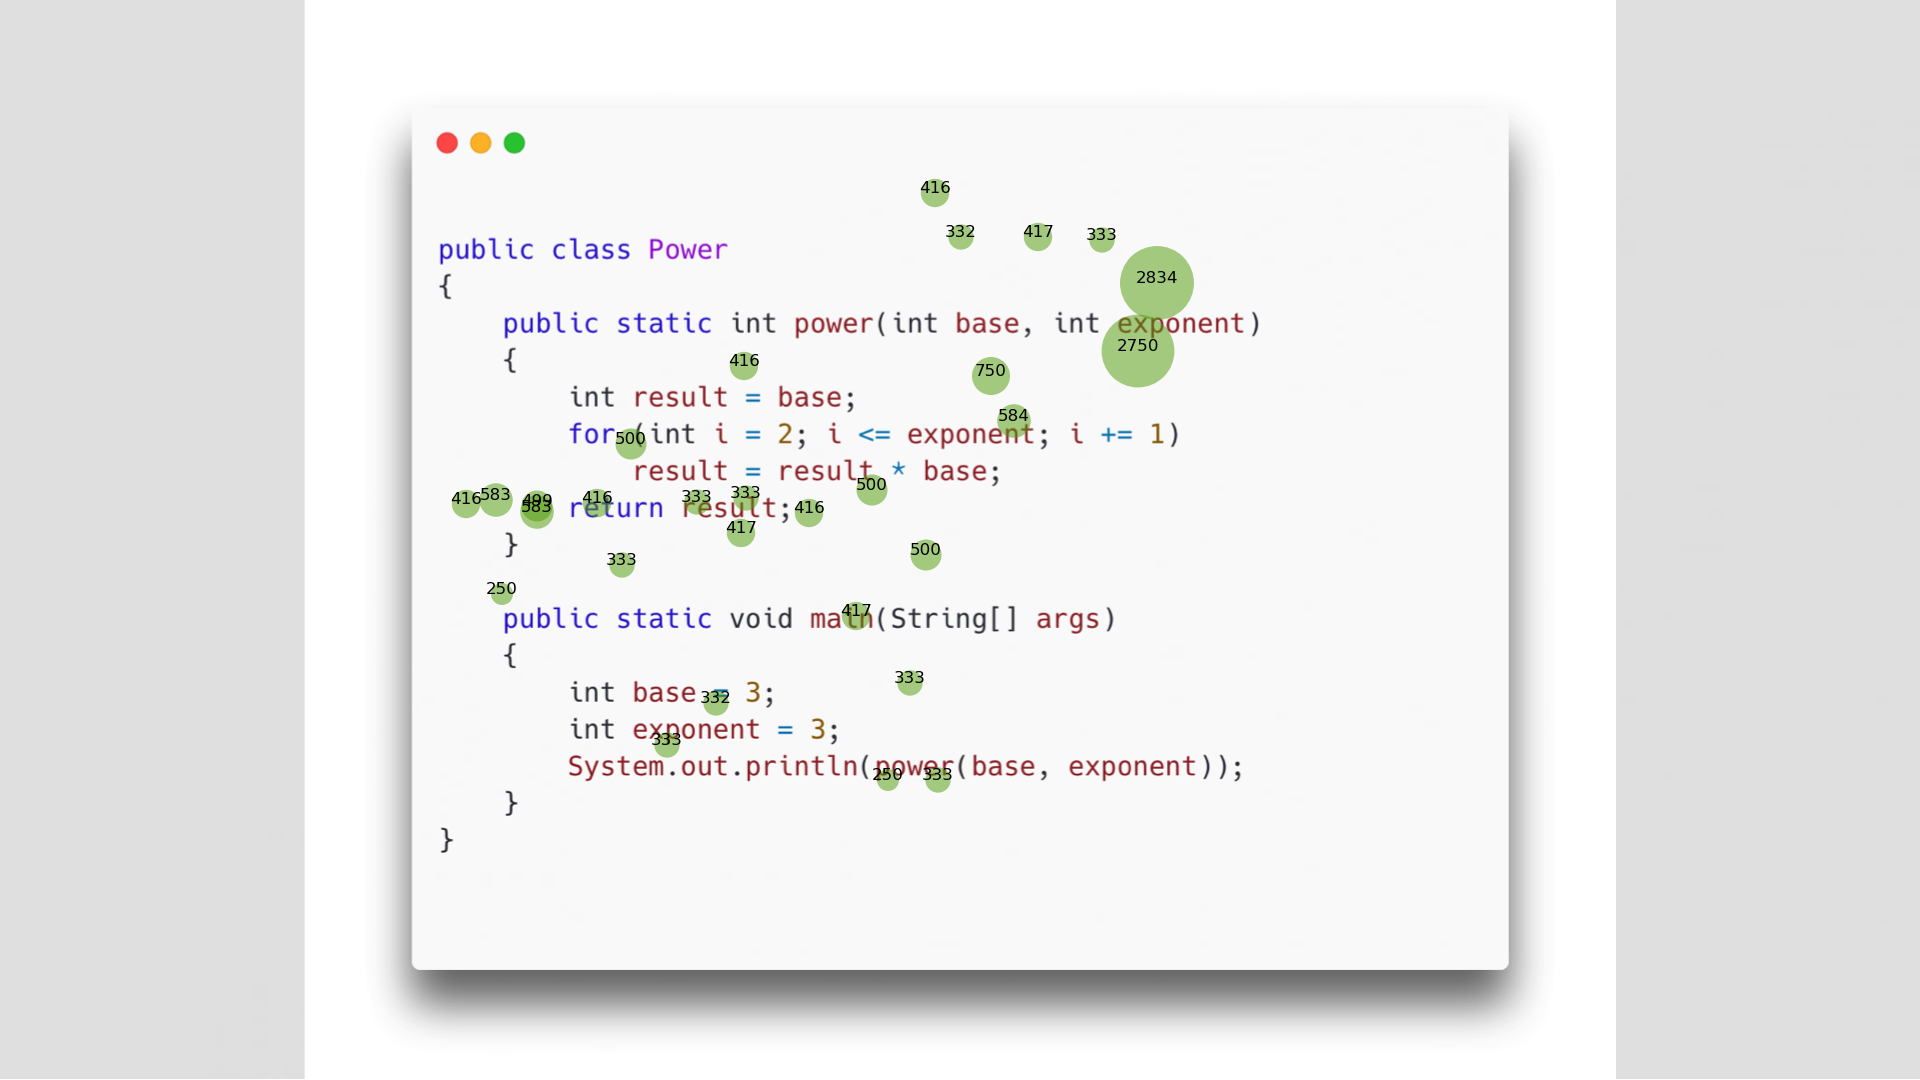 416
332 417 333
public class Power
2834
{
public static int power(int base, int exponent)
2750
{
416 750
int result = base;
584
for (int i = 2; i <= exponent; i += 1)
500
result = result * base;
500
416 583 499 416 333 333
583 return result; 416
417
}
500
333
250
417
public static void main(String[] args)
{
333
int base = 3;
332
int exponent = 3;
333
System.out.println(power(base, exponent));
250 333
}
}